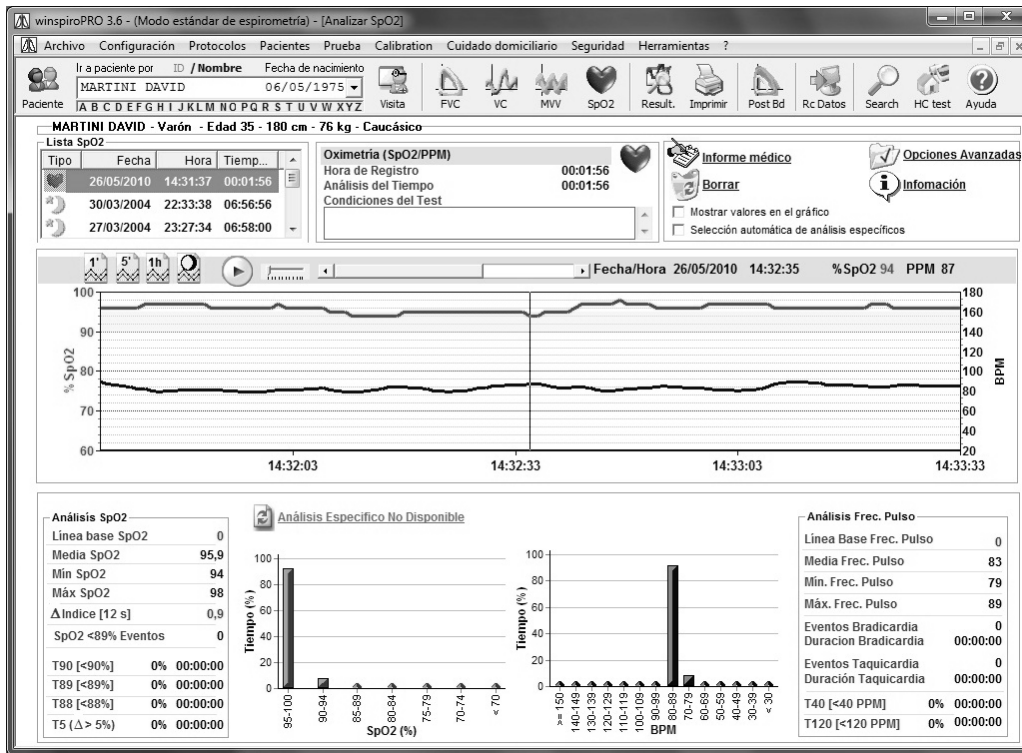 winspiroPRO 3.6 - (Modo estándar de espirometría) - [Analizar SpO2]
Archivo Configuración Protocolos Pacientes Prueba Calibration Cuidado domiciliario Seguridad Herramientas ?
Ir a paciente por ID / Nombre Fecha de nacimiento
MARTINI DAVID 06/05/1975
A B C D E F G H I J K L M N O P Q R S T U V W X Y Z
Paciente Visita FVC VC MVV SpO2 Result. Imprimir Post Bd Rc Datos Search HC test Ayuda
MARTINI DAVID - Varón - Edad 35 - 180 cm - 76 kg - Caucásico
Lista SpO2
Tipo Fecha Hora Tiemp...
26/05/2010 14:31:37 00:01:56
30/03/2004 22:33:38 06:56:56
27/03/2004 23:27:34 06:58:00
Oximetría (SpO2/PPM)
Hora de Registro 00:01:56
Análisis del Tiempo 00:01:56
Condiciones del Test
Informe médico Opciones Avanzadas
Borrar Infomación
Mostrar valores en el gráfico
Selección automática de análisis específicos
1' 5' 1h Fecha/Hora 26/05/2010 14:32:35 %SpO2 94 PPM 87
100 90 80 70 60
% SpO2
180 160 140 120 100 80 60 40 20
BPM
14:32:03 14:32:33 14:33:03 14:33:33
Análisis SpO2
Línea base SpO2 0
Media SpO2 95,9
Mín SpO2 94
Máx SpO2 98
Δ Indice [12 s] 0,9
SpO2 <89% Eventos 0
T90 [<90%] 0% 00:00:00
T89 [<89%] 0% 00:00:00
T88 [<88%] 0% 00:00:00
T5 (Δ > 5%) 0% 00:00:00
Análisis Especifico No Disponible
Tiempo (%)
100 80 60 40 20 0
95-100 90-94 85-89 80-84 75-79 70-74 < 70
SpO2 (%)
Tiempo (%)
100 80 60 40 20 0
>= 150 140-149 130-139 120-129 110-119 100-109 90-99 80-89 70-79 60-69 50-59 40-49 30-39 < 30
BPM
Análisis Frec. Pulso
Línea Base Frec. Pulso 0
Media Frec. Pulso 83
Mín. Frec. Pulso 79
Máx. Frec. Pulso 89
Eventos Bradicardia 0
Duracion Bradicardia 00:00:00
Eventos Taquicardia 0
Duración Taquicardia 00:00:00
T40 [<40 PPM] 0% 00:00:00
T120 [<120 PPM] 0% 00:00:00